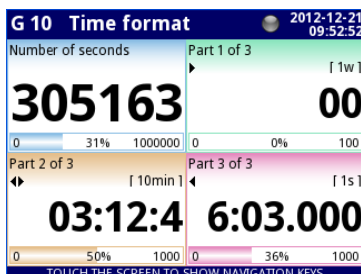 G 10 Time format 2012-12-21
09:52:52
Number of seconds
305163
0 31% 1000000
Part 1 of 3
[ 1w ]
00
0 0% 100
Part 2 of 3
[ 10min ]
03:12:4
0 50% 1000
Part 3 of 3
[ 1s ]
6:03.000
0 36% 1000
TOUCH THE SCREEN TO SHOW NAVIGATION KEYS